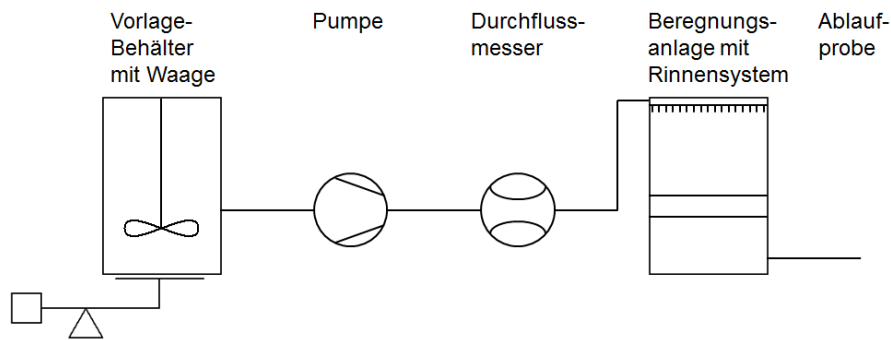 Vorlage-
Behälter
mit Waage
Pumpe
Durchfluss-
messer
Beregnungs-
anlage mit
Rinnensystem
Ablauf-
probe